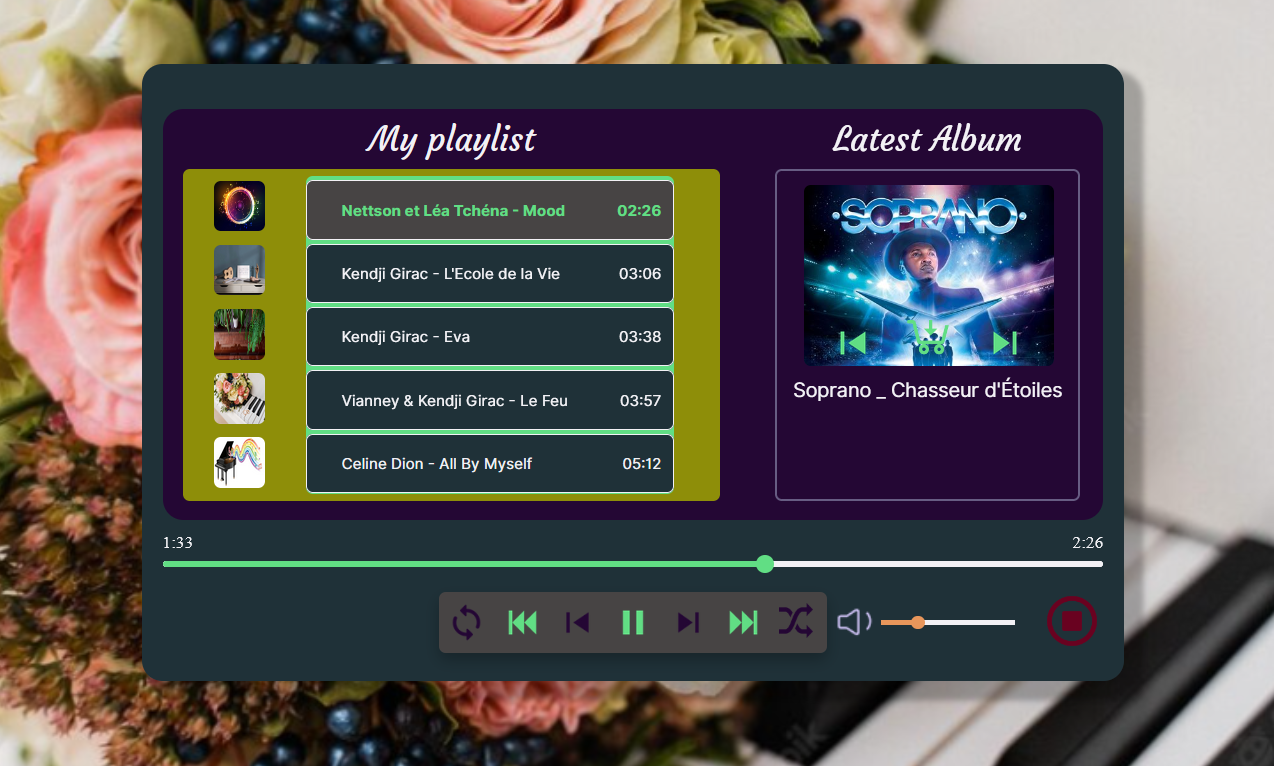 My playlist
Nettson et Léa Tchéna - Mood 02:26
Kendji Girac - L'Ecole de la Vie 03:06
Kendji Girac - Eva 03:38
Vianney & Kendji Girac - Le Feu 03:57
Celine Dion - All By Myself 05:12
Latest Album
SOPRANO
Soprano _ Chasseur d'Étoiles
1:33
2:26